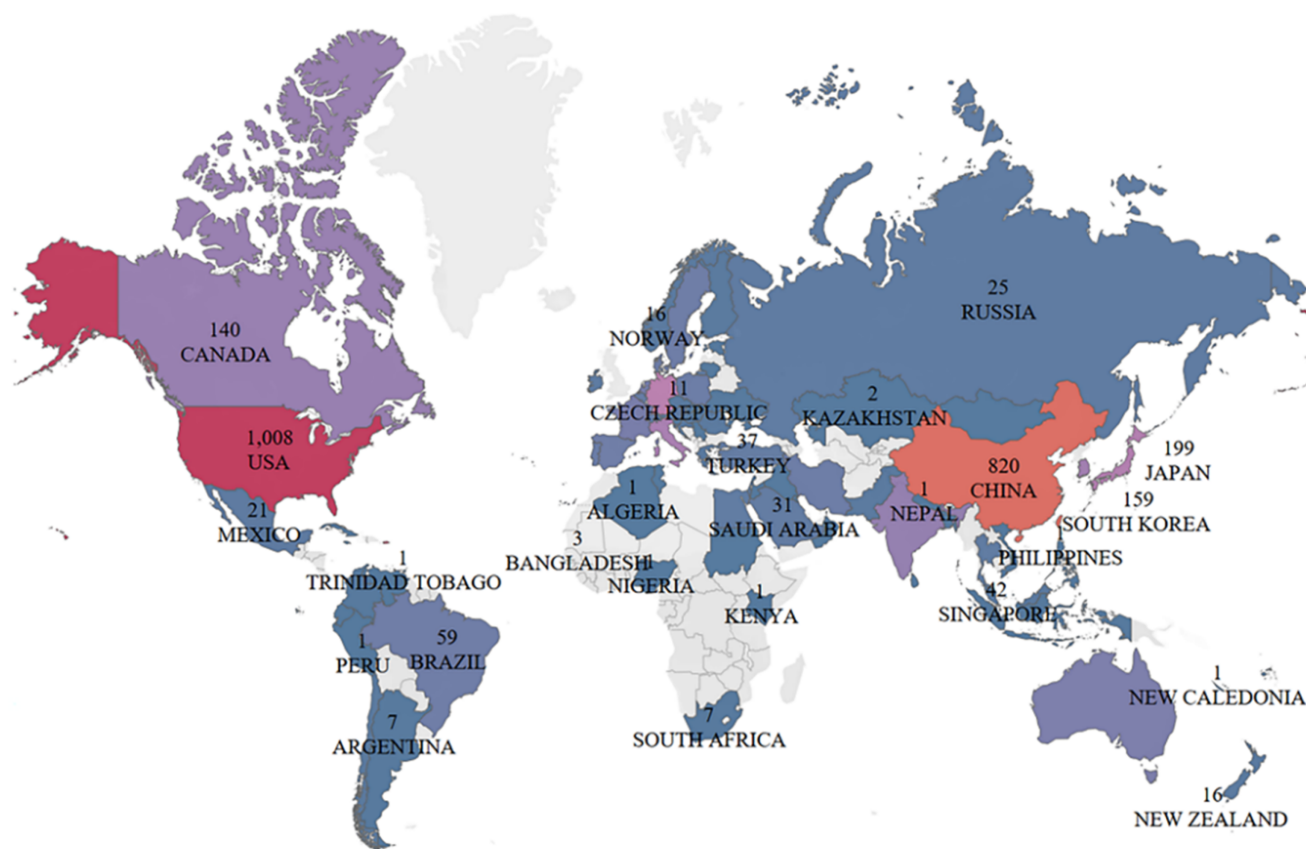 140
CANADA
1,008
USA
21
MEXICO
1
TRINIDAD TOBAGO
1
PERU
59
BRAZIL
7
ARGENTINA
16
NORWAY
11
CZECH REPUBLIC
37
TURKEY
1
ALGERIA
31
SAUDI ARABIA
3
BANGLADESH
1
NIGERIA
1
KENYA
7
SOUTH AFRICA
25
RUSSIA
2
KAZAKHSTAN
820
CHINA
1
NEPAL
199
JAPAN
159
SOUTH KOREA
1
PHILIPPINES
42
SINGAPORE
1
NEW CALEDONIA
16
NEW ZEALAND